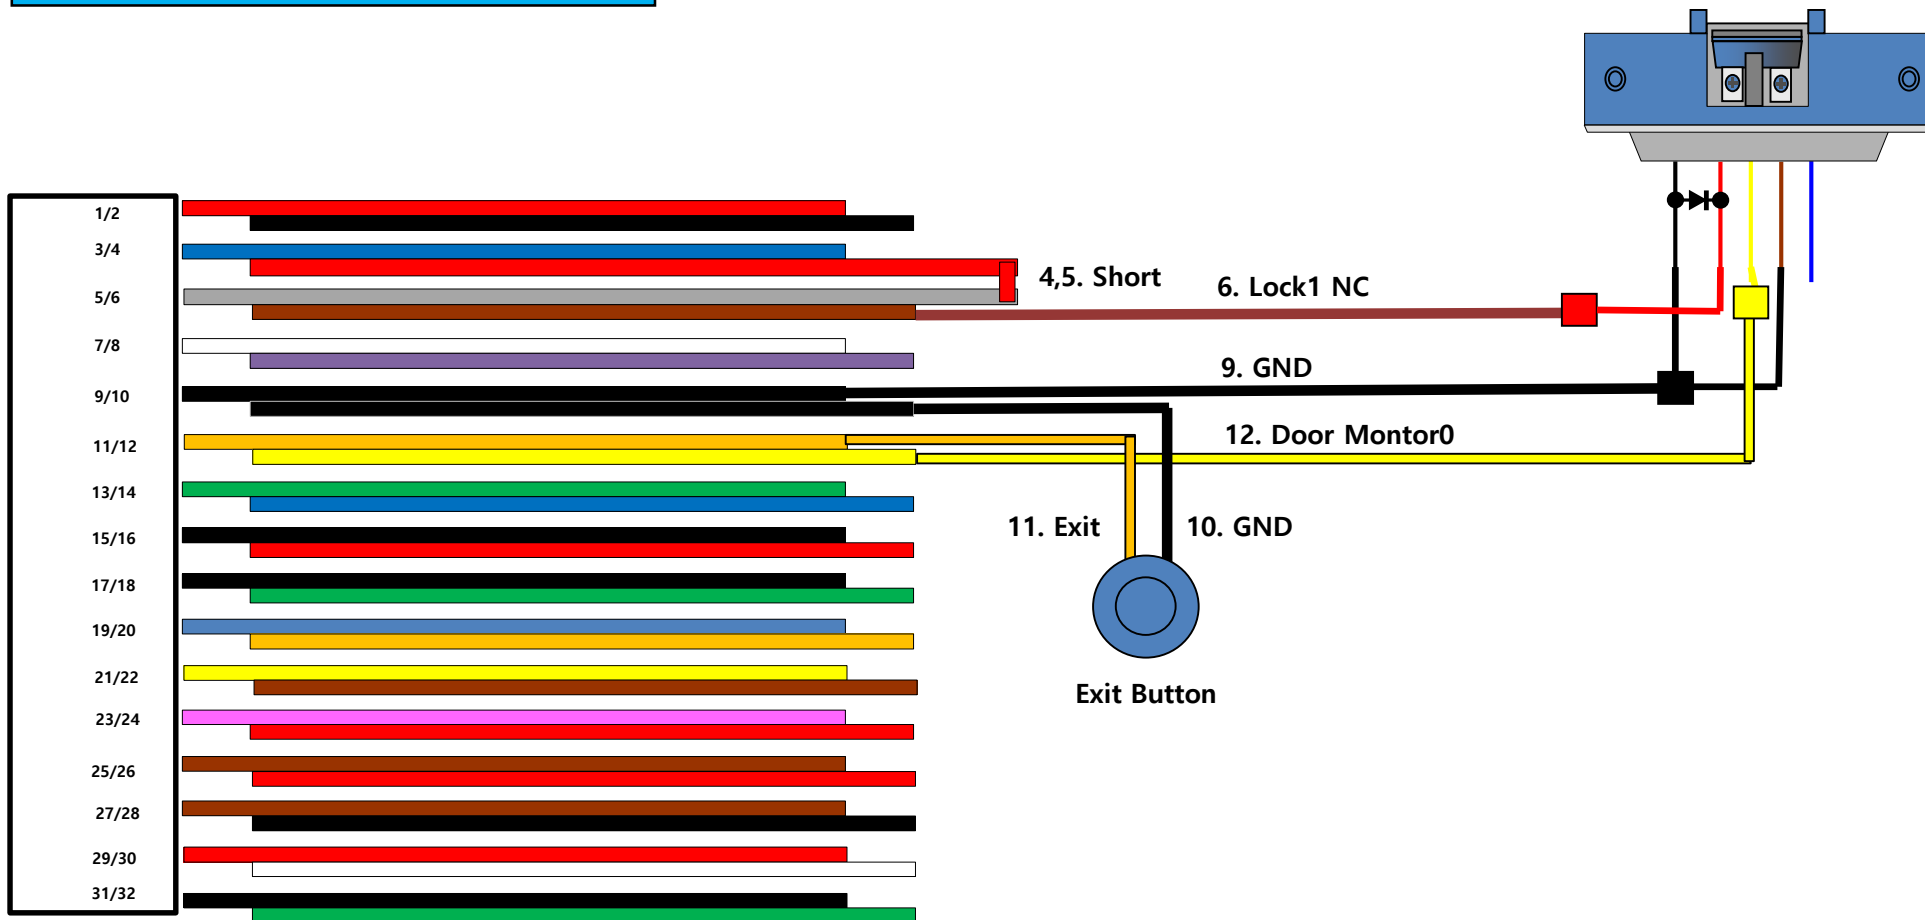 1/2
3/4
4,5. Short
6. Lock1 NC
5/6
7/8
9. GND
9/10
11/12
12. Door Montor0
13/14
11. Exit
10. GND
15/16
17/18
19/20
21/22
Exit Button
23/24
25/26
27/28
29/30
31/32